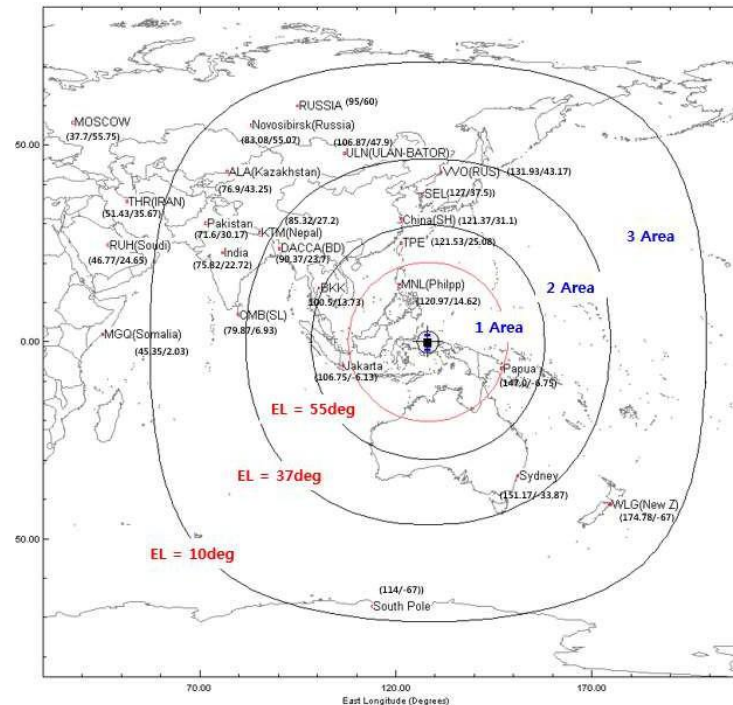 RUSSIA (95/60)
MOSCOW
(37.7/55.75)
Novosibirsk(Russia)
(83.08/55.07)
(106.87/47.9)
50.00
ULN(ULAN-BATOR)
ALA(Kazakhstan)
(76.9/43.25)
VVO(RUS) (131.93/43.17)
SEL(127/37.5))
THR(IRAN)
(51.43/35.67)
Pakistan
(71.6/30.17)
(85.32/27.2)
KTM(Nepal)
China(SH) (121.37/31.1)
RUH(Soudi)
(46.77/24.65)
India
(75.82/22.72)
DACCA(BD)
(90.37/23.7)
TPE (121.53/25.08)
3 Area
BKK
100.5/13.73)
MNL(Philpp)
(120.97/14.62)
2 Area
CMB(SL)
(79.87/6.93)
1 Area
MGQ(Somalia)
(45.35/2.03)
0.00
Jakarta
(106.75/-6.13)
Papua
(147.0/-6.75)
EL = 55deg
EL = 37deg
Sydney
(151.17/-33.87)
WLG(New Z)
(174.78/-67)
50.00
EL = 10deg
(114/-67))
South Pole
70.00
120.00
170.00
East Longitude (Degrees)